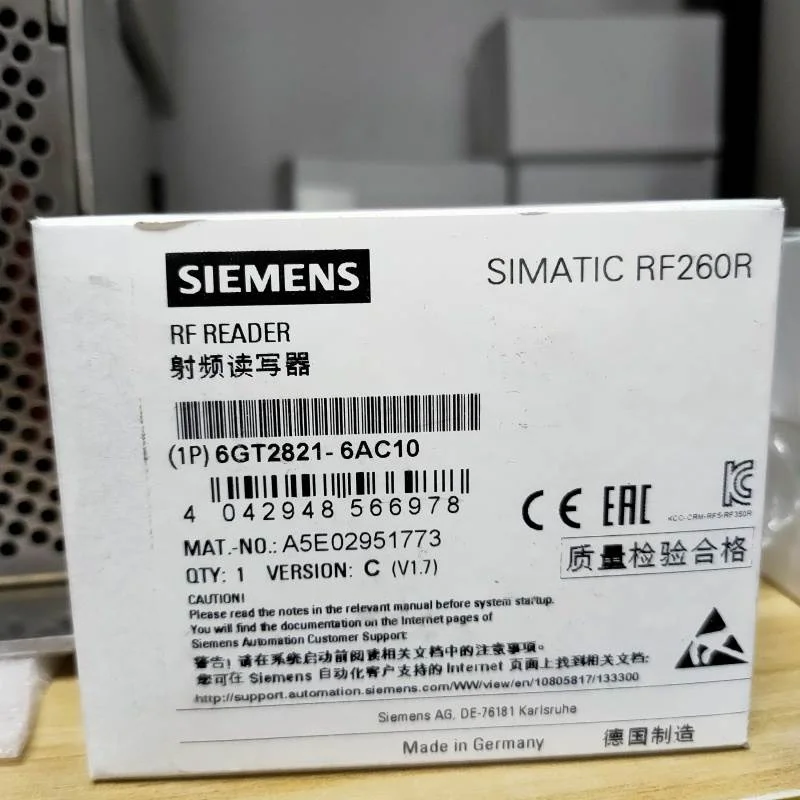 SIEMENS
SIMATIC RF260R
RF READER
射频读写器
(1P) 6GT2821-6AC10
4 042948 566978
MAT.-NO.: A5E02951773
QTY: 1 VERSION: C (V1.7)
CE EAC
质量检验合格
CAUTION!
Please read the notes in the relevant manual before system startup.
You will find the documentation on the Internet pages of
Siemens Automation Customer Support:
警告! 请在系统启动前阅读相关文档中的注意事项。
您可在 Siemens 自动化客户支持的 Internet 页面上找到相关文档:
http://support.automation.siemens.com/WW/view/en/10805817/133300
Siemens AG, DE-76181 Karlsruhe
Made in Germany 德国制造